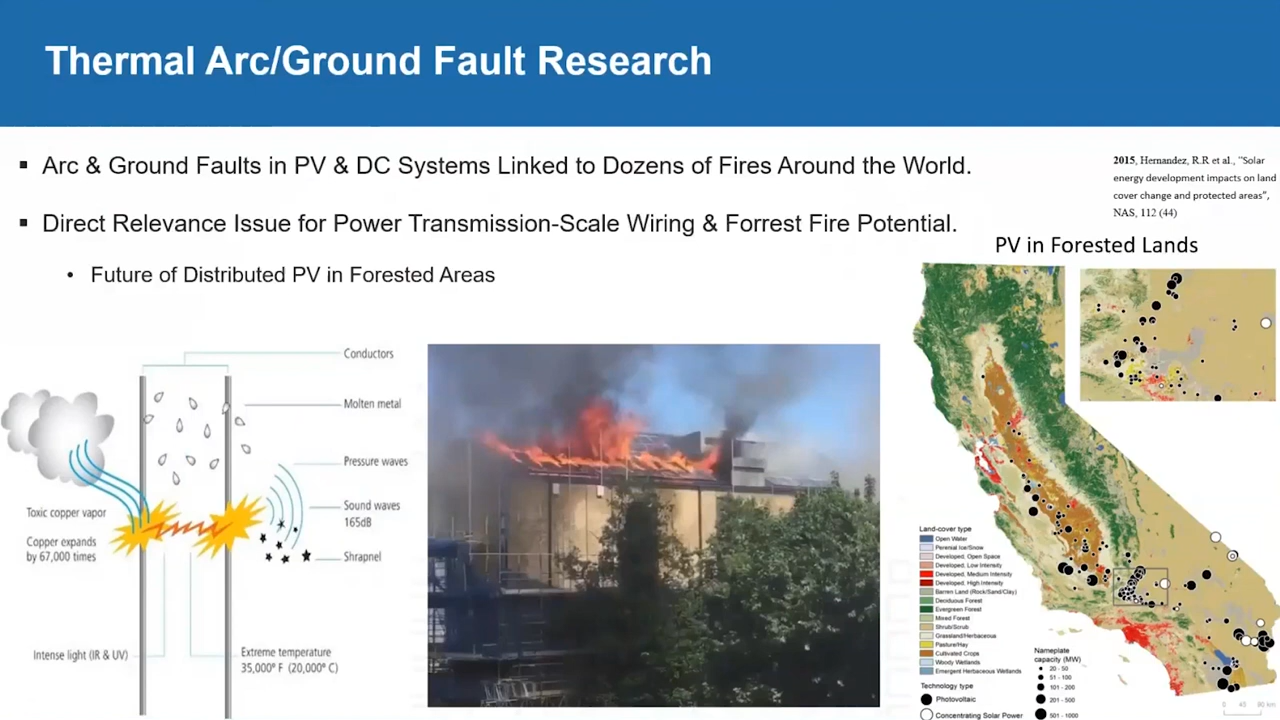 Thermal Arc/Ground Fault Research
▪ Arc & Ground Faults in PV & DC Systems Linked to Dozens of Fires Around the World.
▪ Direct Relevance Issue for Power Transmission-Scale Wiring & Forrest Fire Potential.
• Future of Distributed PV in Forested Areas
2015, Hernandez, R.R et al., “Solar
energy development impacts on land
cover change and protected areas”,
NAS, 112 (44)
PV in Forested Lands
Conductors
Molten metal
Pressure waves
Sound waves
165dB
Shrapnel
Toxic copper vapor
Copper expands
by 67,000 times
Intense light (IR & UV)
Extreme temperature
35,000° F (20,000° C)
Land-cover type
Open Water
Perenial Ice/Snow
Developed, Open Space
Developed, Low Intensity
Developed, Medium Intensity
Developed, High Intensity
Barren Land (Rock/Sand/Clay)
Deciduous Forest
Evergreen Forest
Mixed Forest
Shrub/Scrub
Grassland/Herbaceous
Pasture/Hay
Cultivated Crops
Woody Wetlands
Emergent Herbaceous Wetlands
Technology type
Photovoltaic
Concentrating Solar Power
Nameplate
capacity (MW)
20 - 50
51 - 100
101 - 200
201 - 500
501 - 1000
0 40 80 km